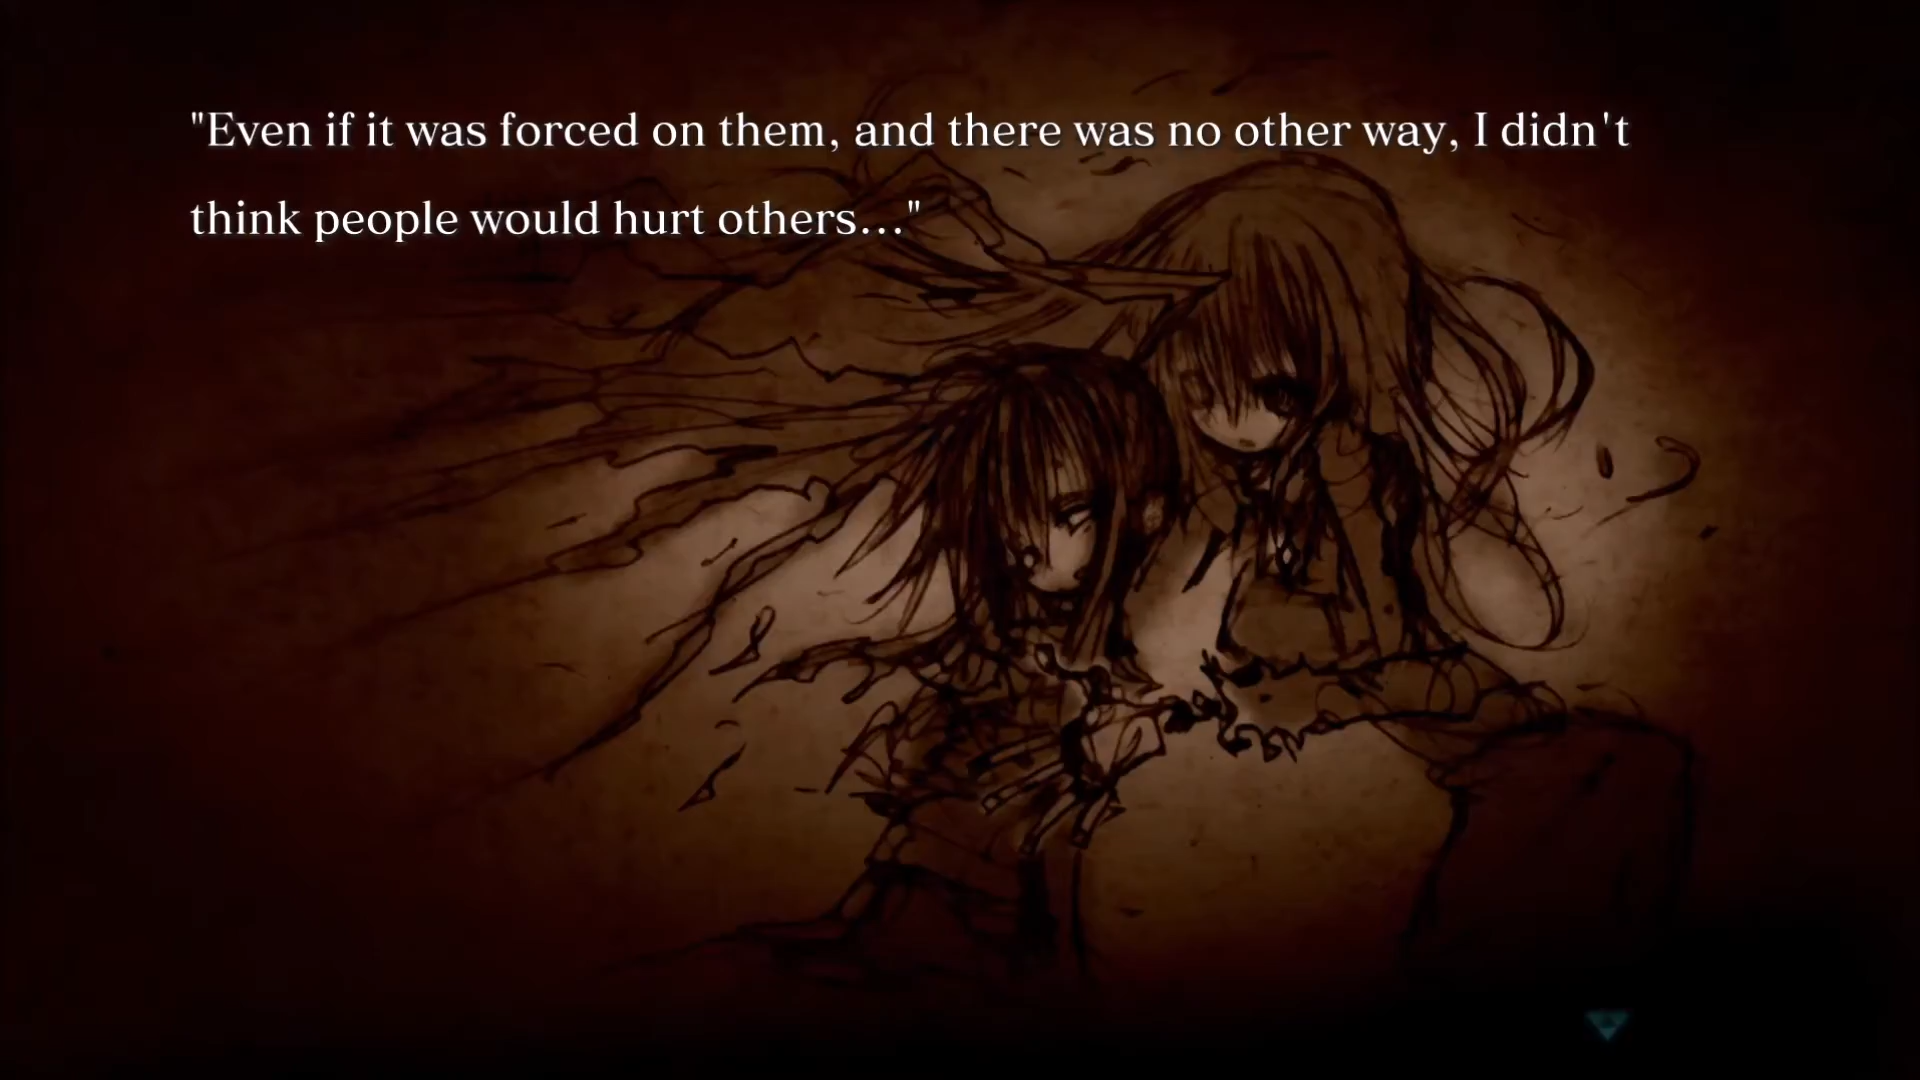 "Even if it was forced on them, and there was no other way, I didn't
think people would hurt others..."